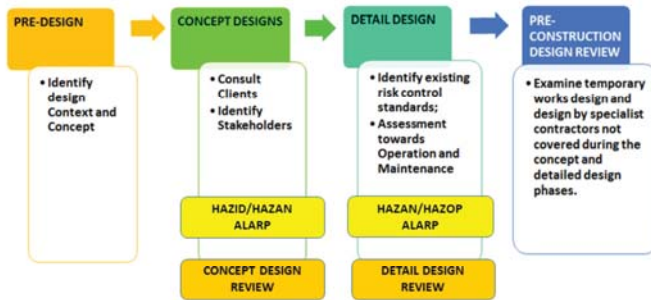 PRE-DESIGN
• Identify
design
Context and
Concept
CONCEPT DESIGNS
• Consult
Clients
• Identify
Stakeholders
HAZID/HAZAN
ALARP
CONCEPT DESIGN
REVIEW
DETAIL DESIGN
• Identify existing
risk control
standards;
• Assessment
towards
Operation and
Maintenance
HAZAN/HAZOP
ALARP
DETAIL DESIGN
REVIEW
PRE-
CONSTRUCTION
DESIGN REVIEW
• Examine temporary
works design and
design by specialist
contractors not
covered during the
concept and
detailed design
phases.